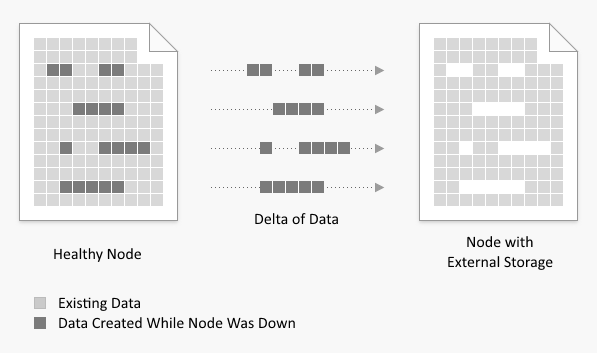 Delta of Data
Healthy Node
Node with
External Storage
Existing Data
Data Created While Node Was Down